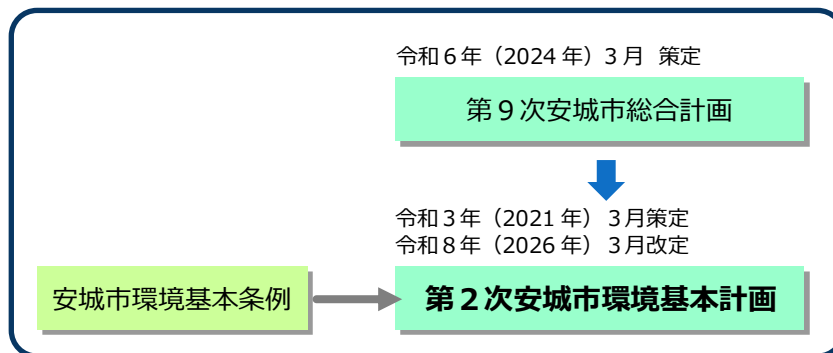 令和６年（2024 年）３月 策定
第９次安城市総合計画
令和３年（2021 年）３月策定
令和８年（2026 年）３月改定
安城市環境基本条例
第２次安城市環境基本計画